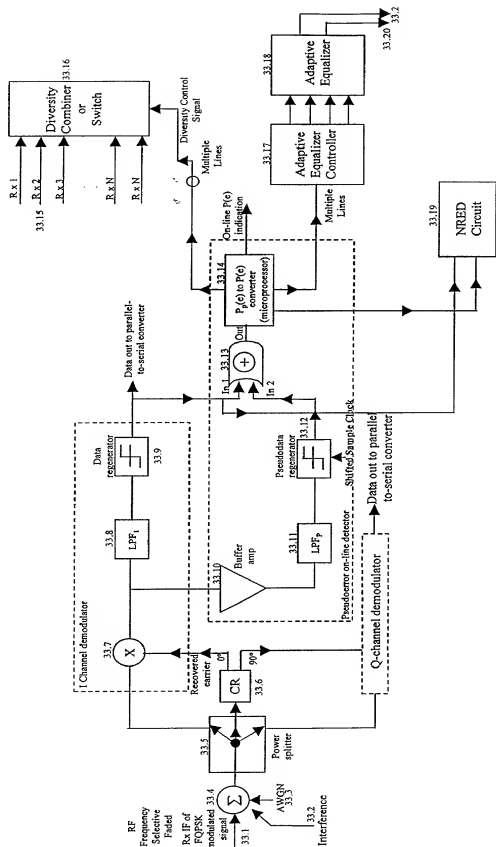 RF
Frequency
Selective
Faded
Rx IF of
FQPSK
modulated
signal
33.1
33.4
Σ
AWGN
33.3
33.2
Interference
33.5
Power
splitter
CR
33.6
0°
90°
Recovered
carrier
I Channel demodulator
33.7
X
33.8
LPF₁
Data
regenerator
33.9
Data out to parallel-
to-serial converter
33.10
Buffer
amp
33.11
LPFₚ
Pseudodata
regenerator
33.12
Shifted Sample Clock
Pseudoerror on-line detector
In 1
In 2
33.13
+
Out
33.14
Pₚ(e) to P(e)
converter
(microprocessor)
On-line P(e)
indication
Q-channel demodulator
Data out to parallel
-to-serial converter
R x 1
R x 2
33.15
R x 3
R x N
R x N
33.16
Diversity
Combiner
or
Switch
Diversity Control
Signal
Multiple Lines
Multiple
Lines
33.17
Adaptive
Equalizer
Controller
33.18
Adaptive
Equalizer
33.20
33.2
33.19
NRED
Circuit